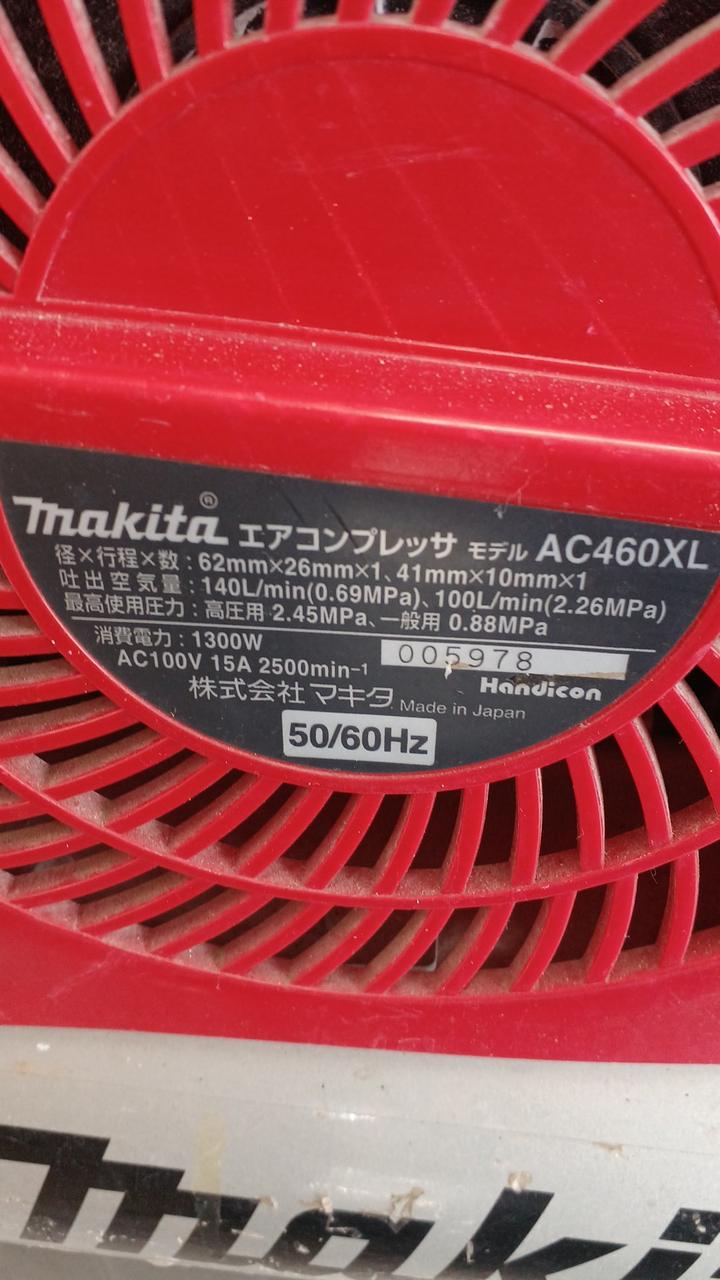 makita® エアコンプレッサ モデル AC460XL
径×行程×数 : 62mm×26mm×1、41mm×10mm×1
吐出空気量 : 140L/min(0.69MPa)、100L/min(2.26MPa)
最高使用圧力 : 高圧用 2.45MPa、一般用 0.88MPa
消費電力 : 1300W
005978
AC100V 15A 2500min⁻¹
Handicon
株式会社 マキタ Made in Japan
50/60Hz
maki